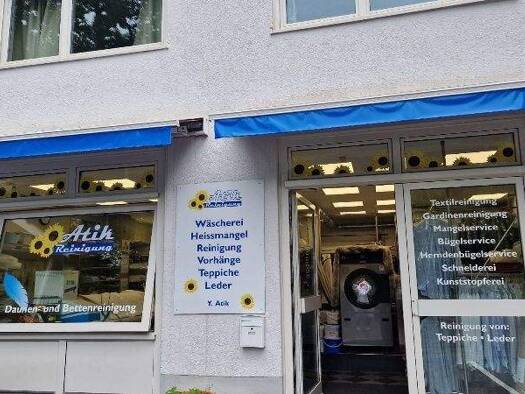 Atik
Reinigung
Daunen- und Bettenreinigung
Atik
Reinigung
Wäscherei
Heissmangel
Reinigung
Vorhänge
Teppiche
Leder
Y. Atik
Textilreinigung
Gardinenreinigung
Mangelservice
Bügelservice
Hemdenbügelservice
Schneiderei
Kunststopferei
Reinigung von:
Teppiche • Leder